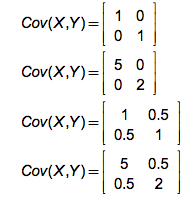 Cov(X,Y)= [ 1 0
0 1 ]
Cov(X,Y)= [ 5 0
0 2 ]
Cov(X,Y)= [ 1 0.5
0.5 1 ]
Cov(X,Y)= [ 5 0.5
0.5 2 ]